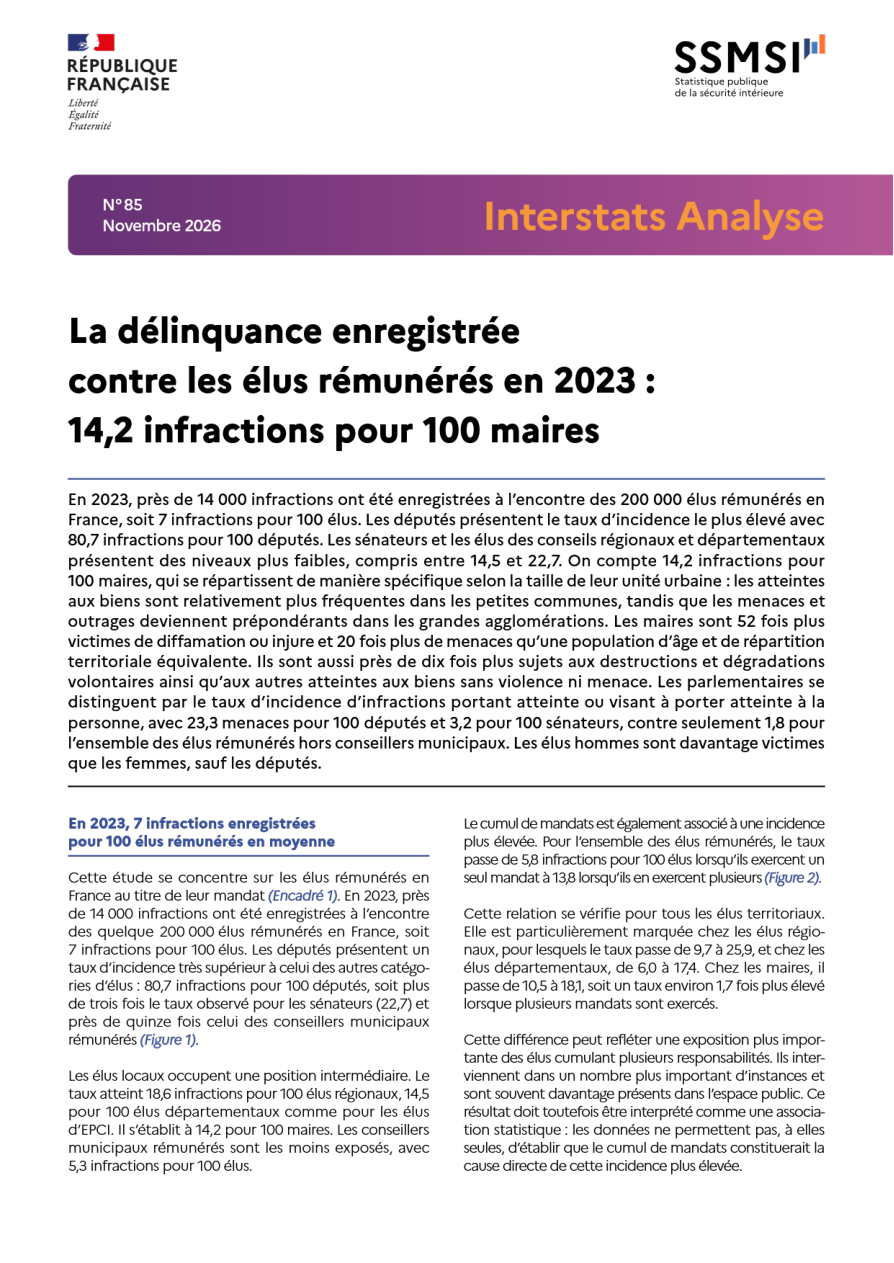 RÉPUBLIQUE
FRANÇAISE
Liberté
Égalité
Fraternité
SSMSI
Statistique publique
de la sécurité intérieure
N° 85
Novembre 2026
Interstats Analyse
La délinquance enregistrée
contre les élus rémunérés en 2023 :
14,2 infractions pour 100 maires
En 2023, près de 14 000 infractions ont été enregistrées à l’encontre des 200 000 élus rémunérés en
France, soit 7 infractions pour 100 élus. Les députés présentent le taux d’incidence le plus élevé avec
80,7 infractions pour 100 députés. Les sénateurs et les élus des conseils régionaux et départementaux
présentent des niveaux plus faibles, compris entre 14,5 et 22,7. On compte 14,2 infractions pour
100 maires, qui se répartissent de manière spécifique selon la taille de leur unité urbaine : les atteintes
aux biens sont relativement plus fréquentes dans les petites communes, tandis que les menaces et
outrages deviennent prépondérants dans les grandes agglomérations. Les maires sont 52 fois plus
victimes de diffamation ou injure et 20 fois plus de menaces qu’une population d’âge et de répartition
territoriale équivalente. Ils sont aussi près de dix fois plus sujets aux destructions et dégradations
volontaires ainsi qu’aux autres atteintes aux biens sans violence ni menace. Les parlementaires se
distinguent par le taux d’incidence d’infractions portant atteinte ou visant à porter atteinte à la
personne, avec 23,3 menaces pour 100 députés et 3,2 pour 100 sénateurs, contre seulement 1,8 pour
l’ensemble des élus rémunérés hors conseillers municipaux. Les élus hommes sont davantage victimes
que les femmes, sauf les députés.
En 2023, 7 infractions enregistrées
pour 100 élus rémunérés en moyenne
Cette étude se concentre sur les élus rémunérés en
France au titre de leur mandat (Encadré 1). En 2023, près
de 14 000 infractions ont été enregistrées à l’encontre
des quelque 200 000 élus rémunérés en France, soit
7 infractions pour 100 élus. Les députés présentent un
taux d’incidence très supérieur à celui des autres catégo-
ries d’élus : 80,7 infractions pour 100 députés, soit plus
de trois fois le taux observé pour les sénateurs (22,7) et
près de quinze fois celui des conseillers municipaux
rémunérés (Figure 1).
Les élus locaux occupent une position intermédiaire. Le
taux atteint 18,6 infractions pour 100 élus régionaux, 14,5
pour 100 élus départementaux comme pour les élus
d’EPCI. Il s’établit à 14,2 pour 100 maires. Les conseillers
municipaux rémunérés sont les moins exposés, avec
5,3 infractions pour 100 élus.
Le cumul de mandats est également associé à une incidence
plus élevée. Pour l’ensemble des élus rémunérés, le taux
passe de 5,8 infractions pour 100 élus lorsqu’ils exercent un
seul mandat à 13,8 lorsqu’ils en exercent plusieurs (Figure 2).
Cette relation se vérifie pour tous les élus territoriaux.
Elle est particulièrement marquée chez les élus régio-
naux, pour lesquels le taux passe de 9,7 à 25,9, et chez les
élus départementaux, de 6,0 à 17,4. Chez les maires, il
passe de 10,5 à 18,1, soit un taux environ 1,7 fois plus élevé
lorsque plusieurs mandats sont exercés.
Cette différence peut refléter une exposition plus impor-
tante des élus cumulant plusieurs responsabilités. Ils inter-
viennent dans un nombre plus important d’instances et
sont souvent davantage présents dans l’espace public. Ce
résultat doit toutefois être interprété comme une associa-
tion statistique : les données ne permettent pas, à elles
seules, d’établir que le cumul de mandats constituerait la
cause directe de cette incidence plus élevée.